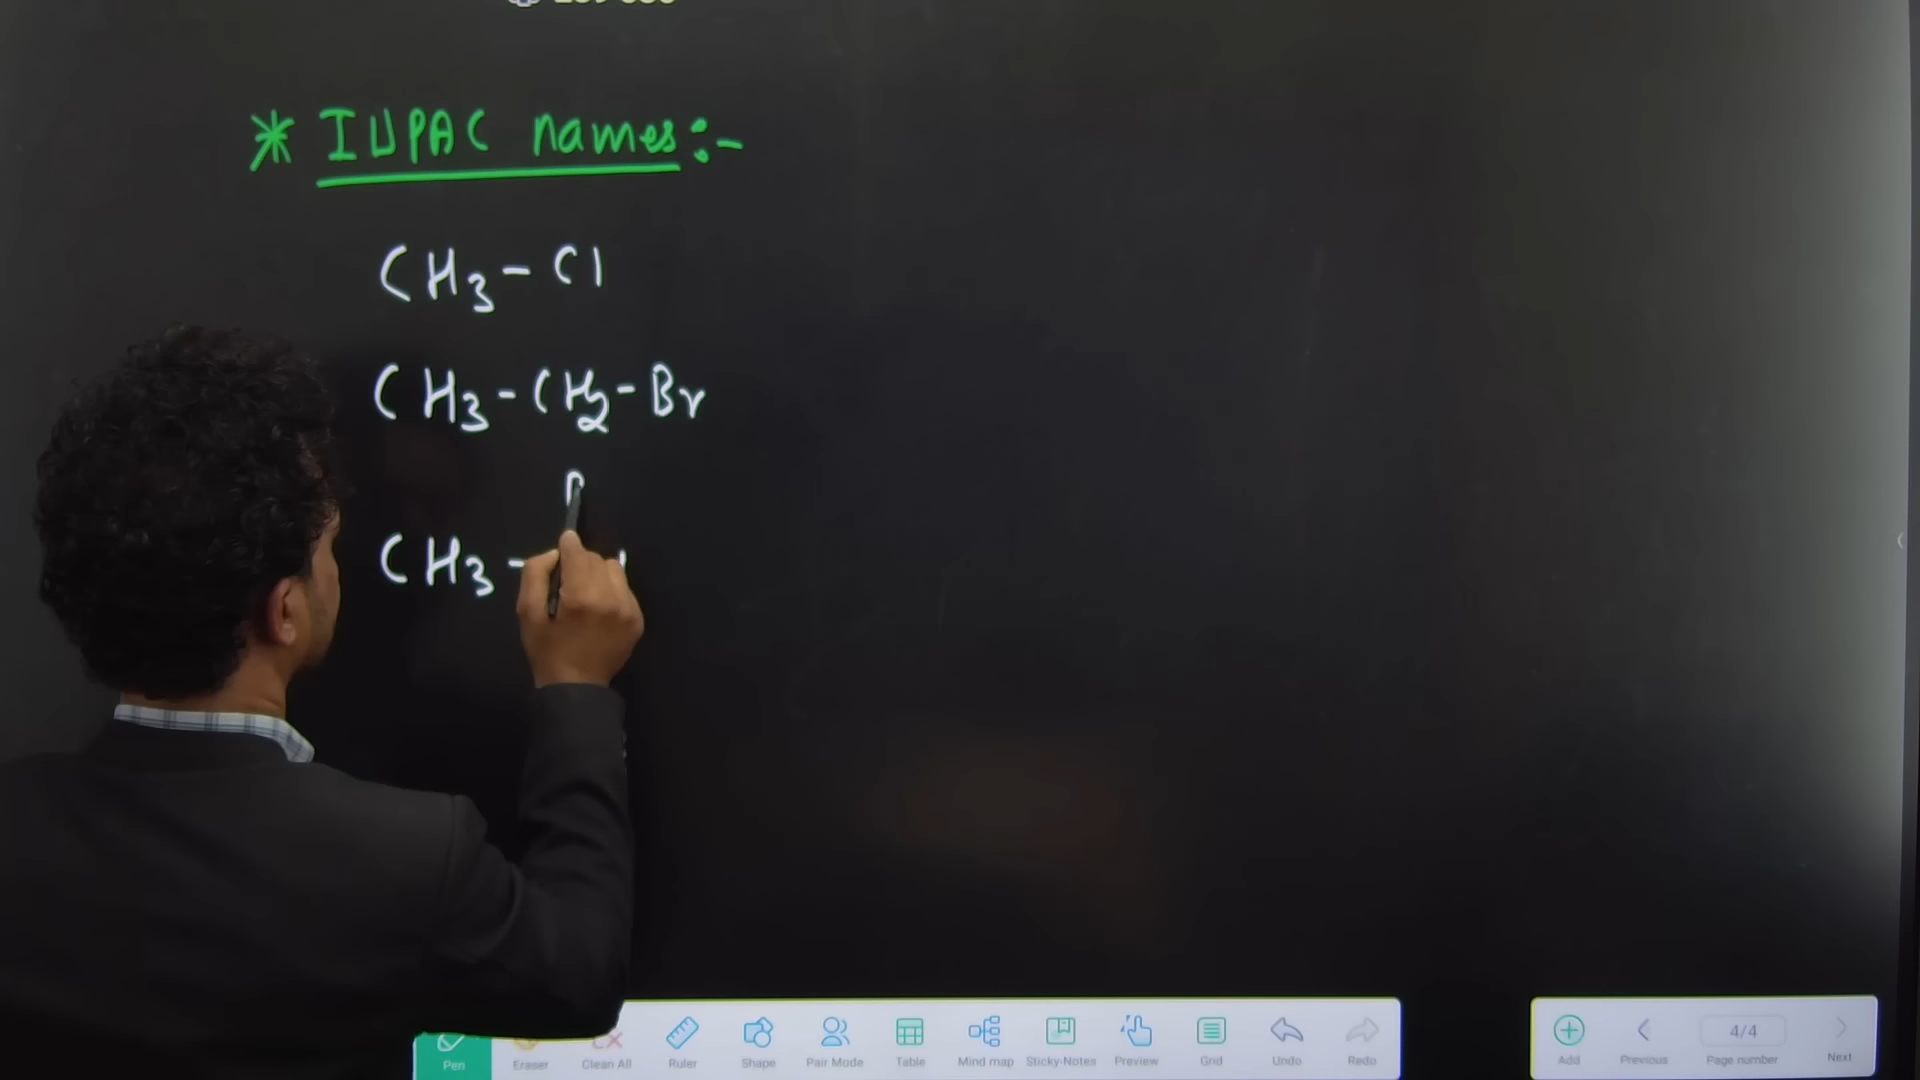 * IUPAC names:-
CH3-Cl
CH3-CH2-Br
CH3-
Pen Eraser Clean All Ruler Shape Pair Mode Table Mind map Sticky-Notes Preview Grid Undo Redo
Add Previous 4/4 Page number Next